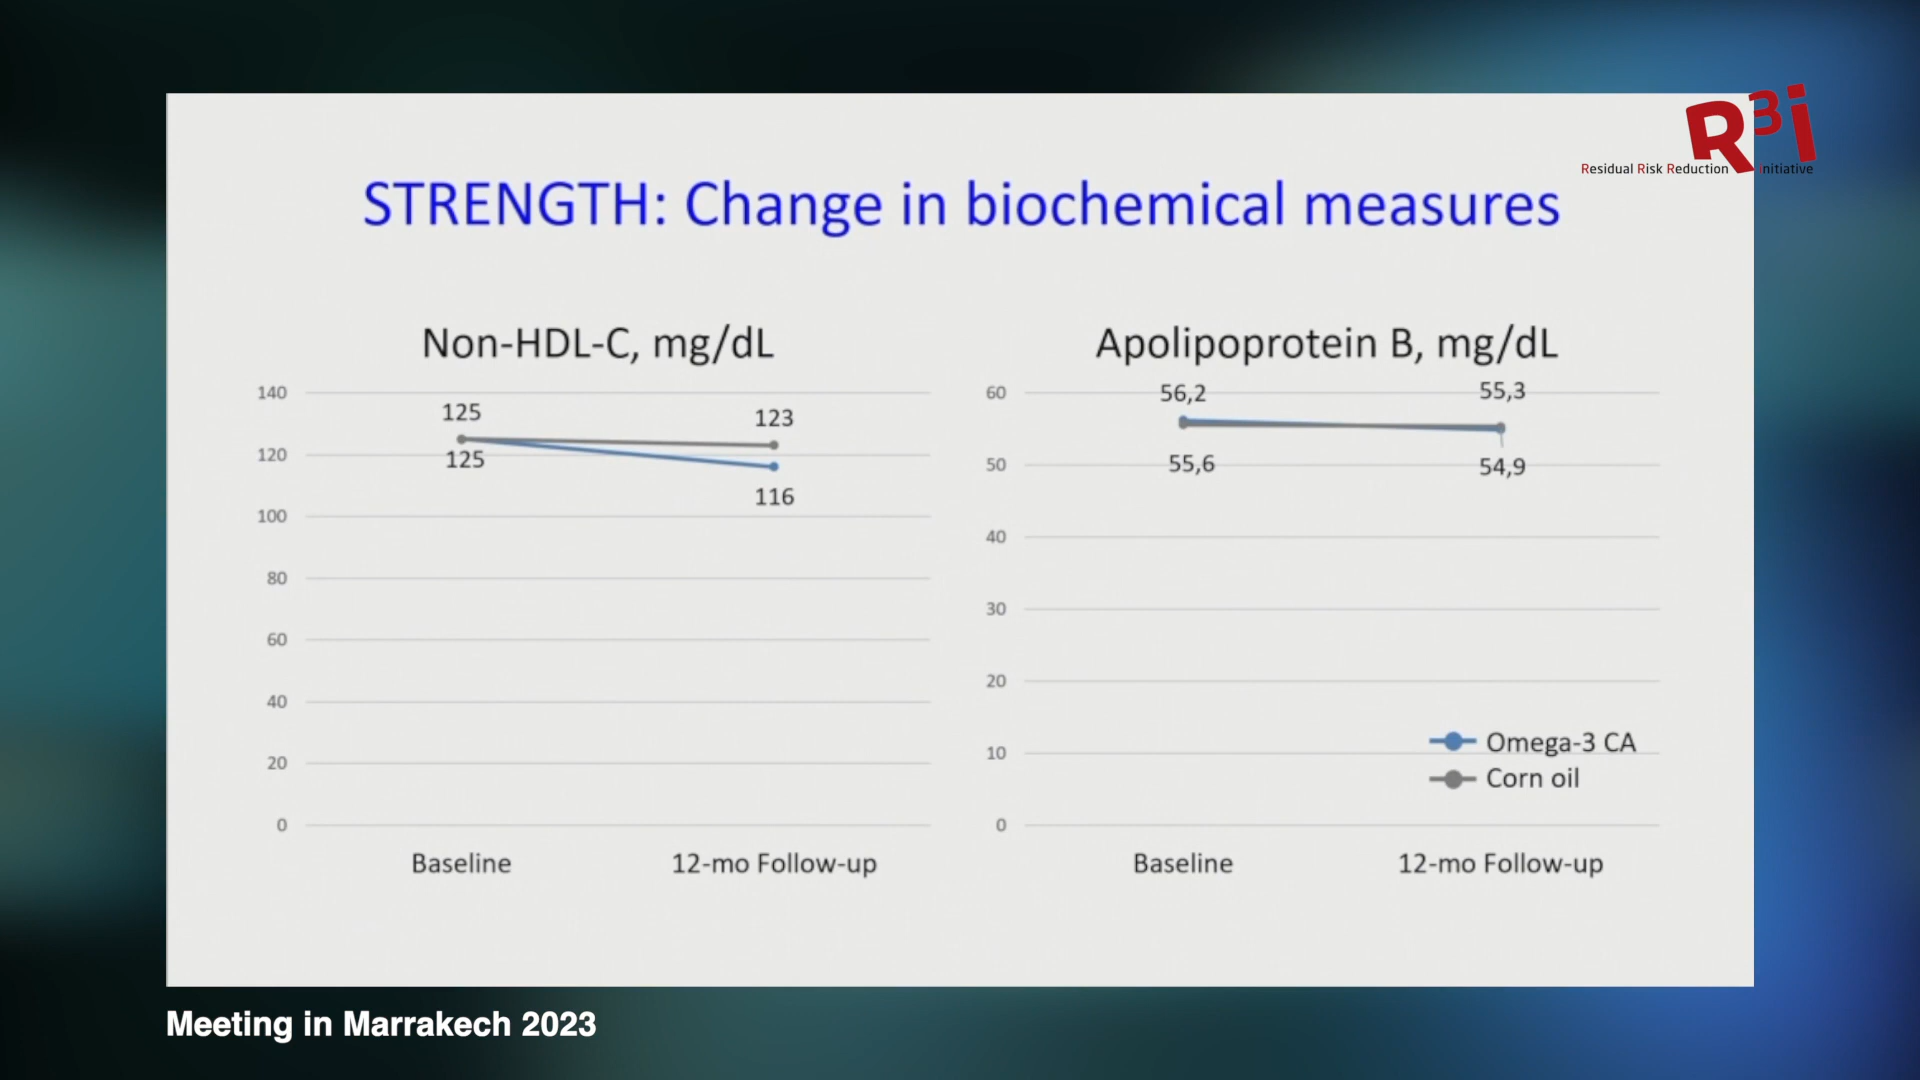 R3i
Residual Risk Reduction initiative
STRENGTH: Change in biochemical measures
Non-HDL-C, mg/dL
140
120
100
80
60
40
20
0
125
125
123
116
Baseline
12-mo Follow-up
Apolipoprotein B, mg/dL
60
50
40
30
20
10
0
56,2
55,6
55,3
54,9
Omega-3 CA
Corn oil
Baseline
12-mo Follow-up
Meeting in Marrakech 2023